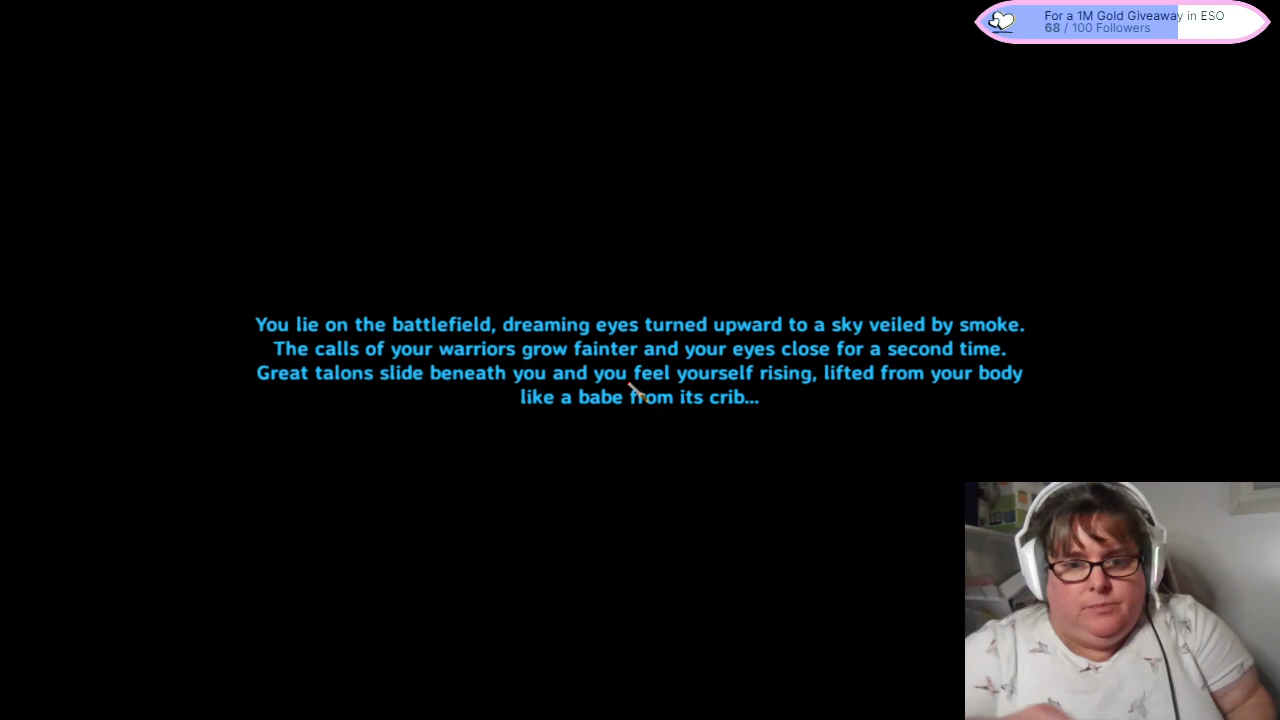 For a 1M Gold Giveaway in ESO
68 / 100 Followers
You lie on the battlefield, dreaming eyes turned upward to a sky veiled by smoke.
The calls of your warriors grow fainter and your eyes close for a second time.
Great talons slide beneath you and you feel yourself rising, lifted from your body
like a babe from its crib...